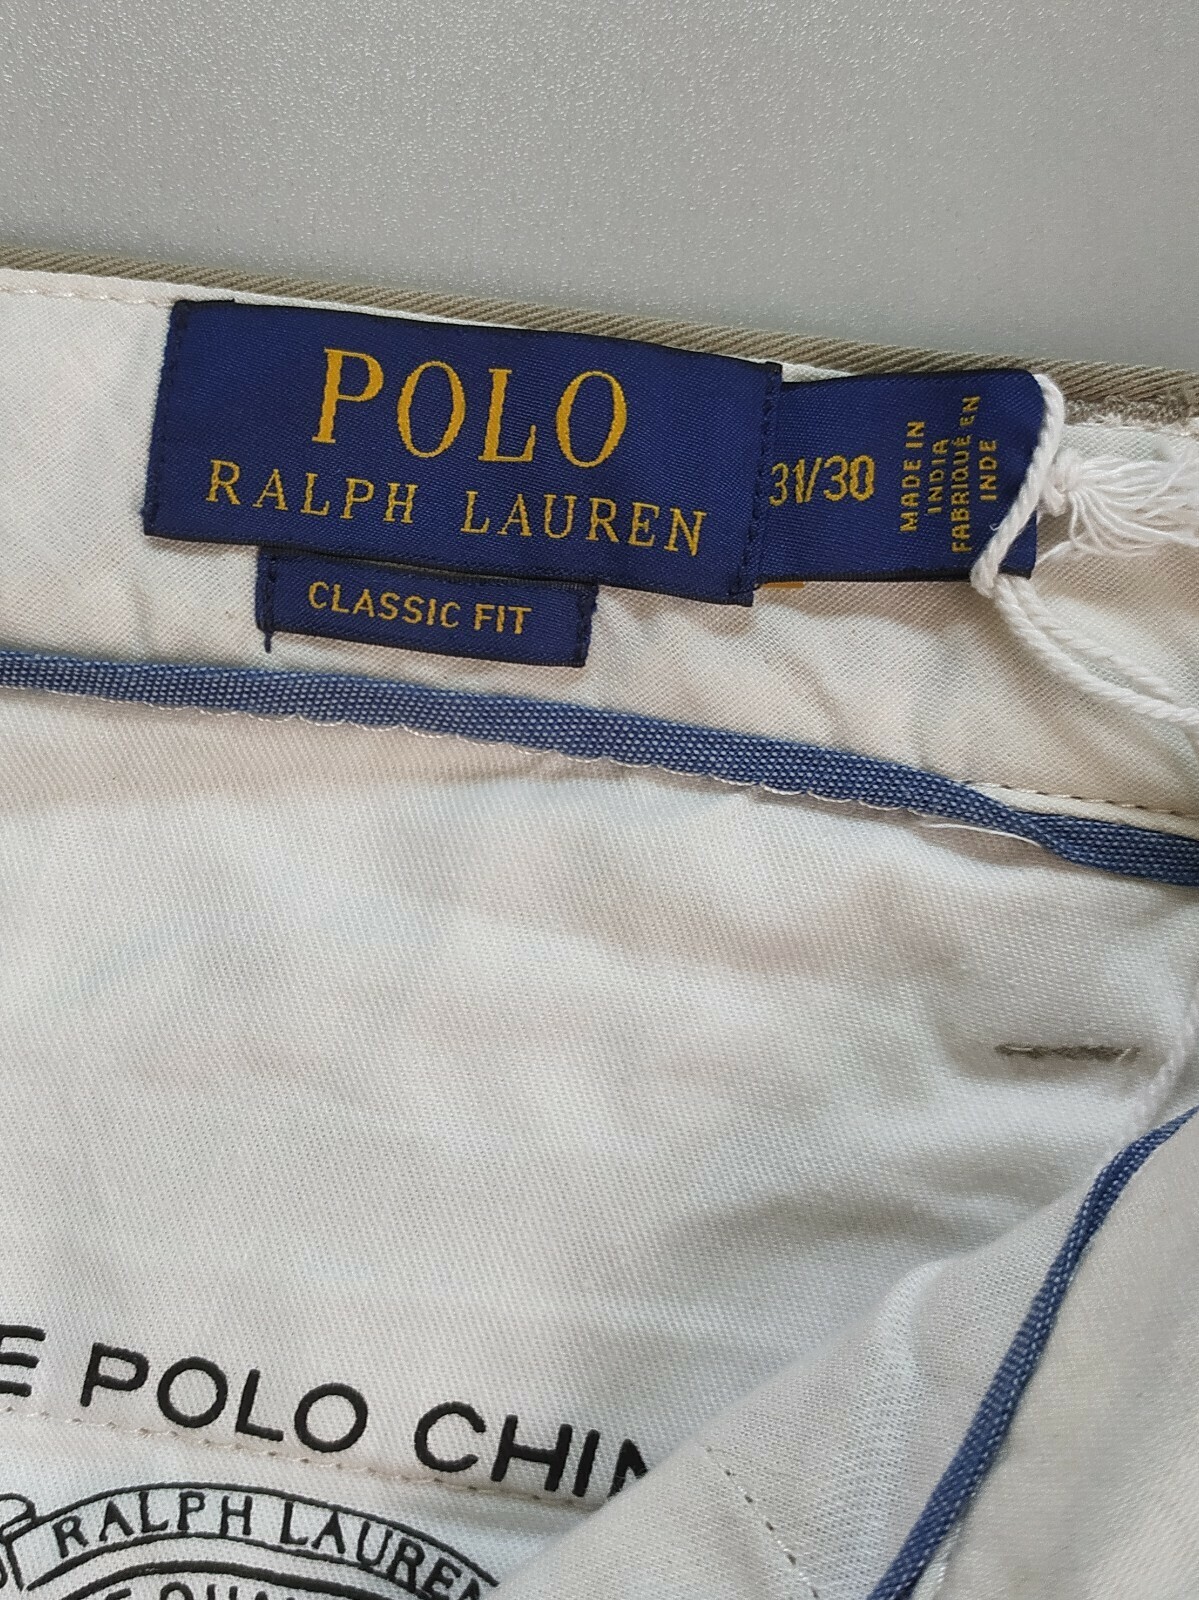 POLO
RALPH LAUREN
CLASSIC FIT
31/30
MADE IN
INDIA
FABRIQUÉ EN
INDE
E POLO CHIN
RALPH LAUREN